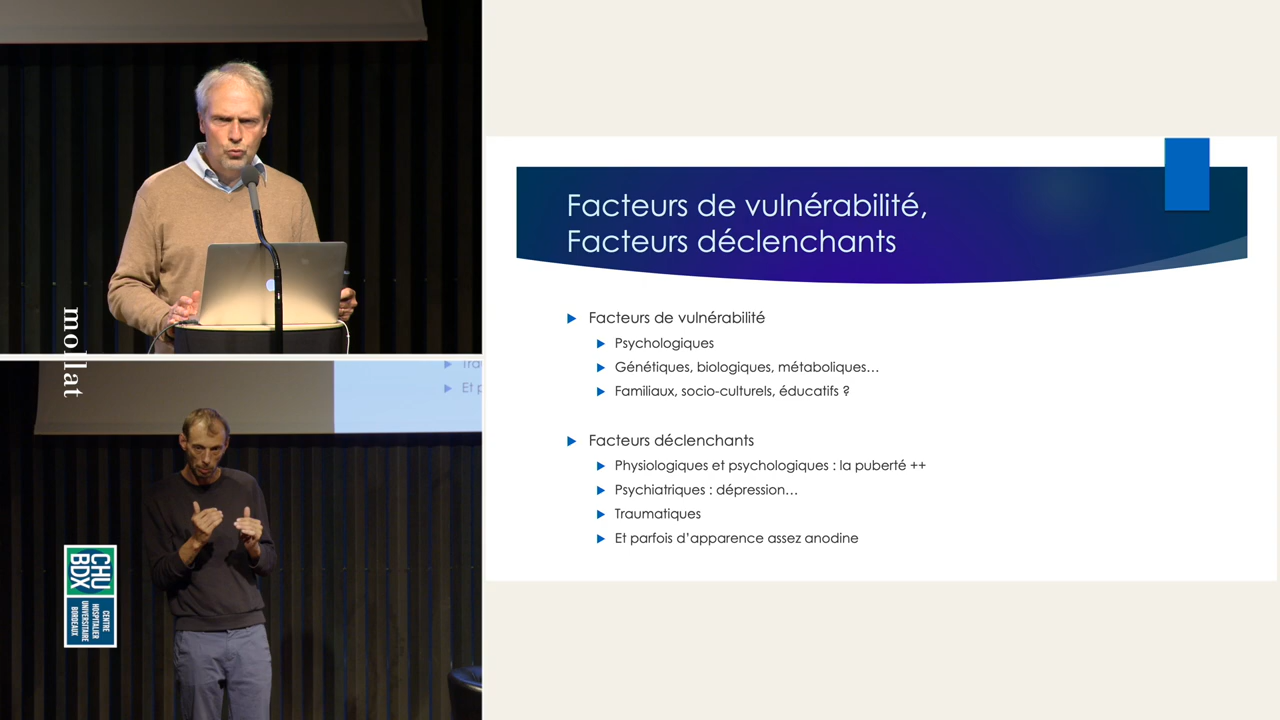 Facteurs de vulnérabilité,
Facteurs déclenchants
Facteurs de vulnérabilité
Psychologiques
Génétiques, biologiques, métaboliques…
Familiaux, socio-culturels, éducatifs ?
Facteurs déclenchants
Physiologiques et psychologiques : la puberté ++
Psychiatriques : dépression…
Traumatiques
Et parfois d’apparence assez anodine
mollat
Tra
Et p
CHU
BDX
CENTRE
HOSPITALIER
UNIVERSITAIRE
BORDEAUX